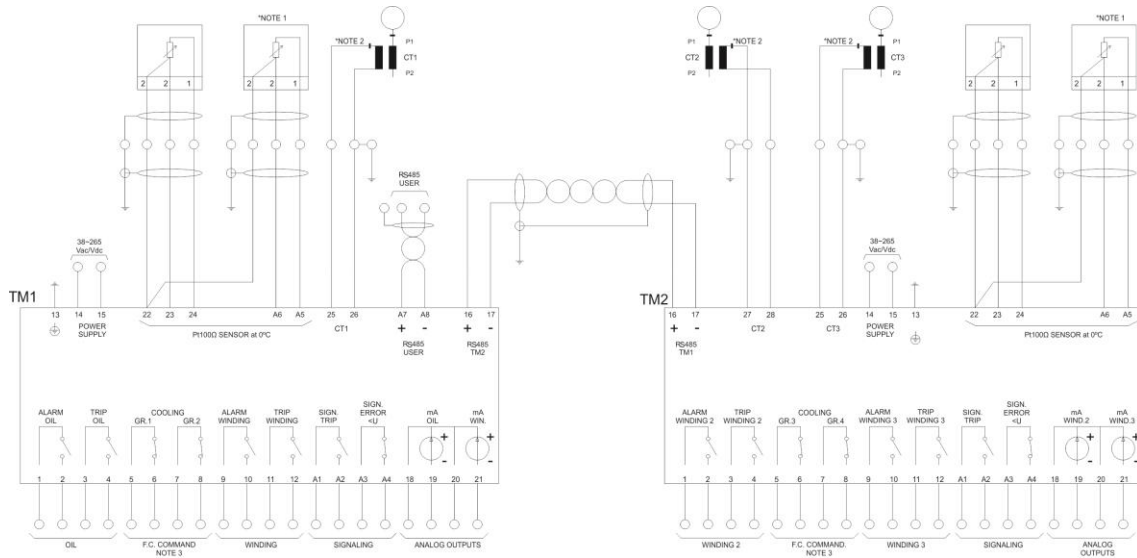 *NOTE 1
P1
*NOTE 2
CT1
P2
P1
*NOTE 2
CT2
P2
P1
*NOTE 2
CT3
P2
*NOTE 1
2 2 1
2 2 1
2 2 1
2 2 1
RS485
USER
38~265
Vac/Vdc
38~265
Vac/Vdc
TM1
13 14 15 22 23 24 A6 A5 25 26 A7 A8 16 17
POWER
SUPPLY
Pt100Ω SENSOR at 0ºC
CT1
+ - + -
RS485
USER
RS485
TM2
ALARM
OIL
TRIP
OIL
COOLING
GR.1 GR.2
ALARM
WINDING
TRIP
WINDING
SIGN.
TRIP
SIGN.
ERROR
<U
mA
OIL
mA
WIN.
+ +
- -
1 2 3 4 5 6 7 8 9 10 11 12 A1 A2 A3 A4 18 19 20 21
OIL
F.C. COMMAND
NOTE 3
WINDING
SIGNALING
ANALOG OUTPUTS
TM2
16 17 27 28 25 26 14 15 13 22 23 24 A6 A5
+ -
RS485
TM1
CT2
CT3
POWER
SUPPLY
Pt100Ω SENSOR at 0ºC
ALARM
WINDING 2
TRIP
WINDING 2
COOLING
GR.3 GR.4
ALARM
WINDING 3
TRIP
WINDING 3
SIGN.
TRIP
SIGN.
ERROR
<U
mA
WIND.2
mA
WIND.3
+ +
- -
1 2 3 4 5 6 7 8 9 10 11 12 A1 A2 A3 A4 18 19 20 21
WINDING 2
F.C. COMMAND.
NOTE 3
WINDING 3
SIGNALING
ANALOG
OUTPUTS